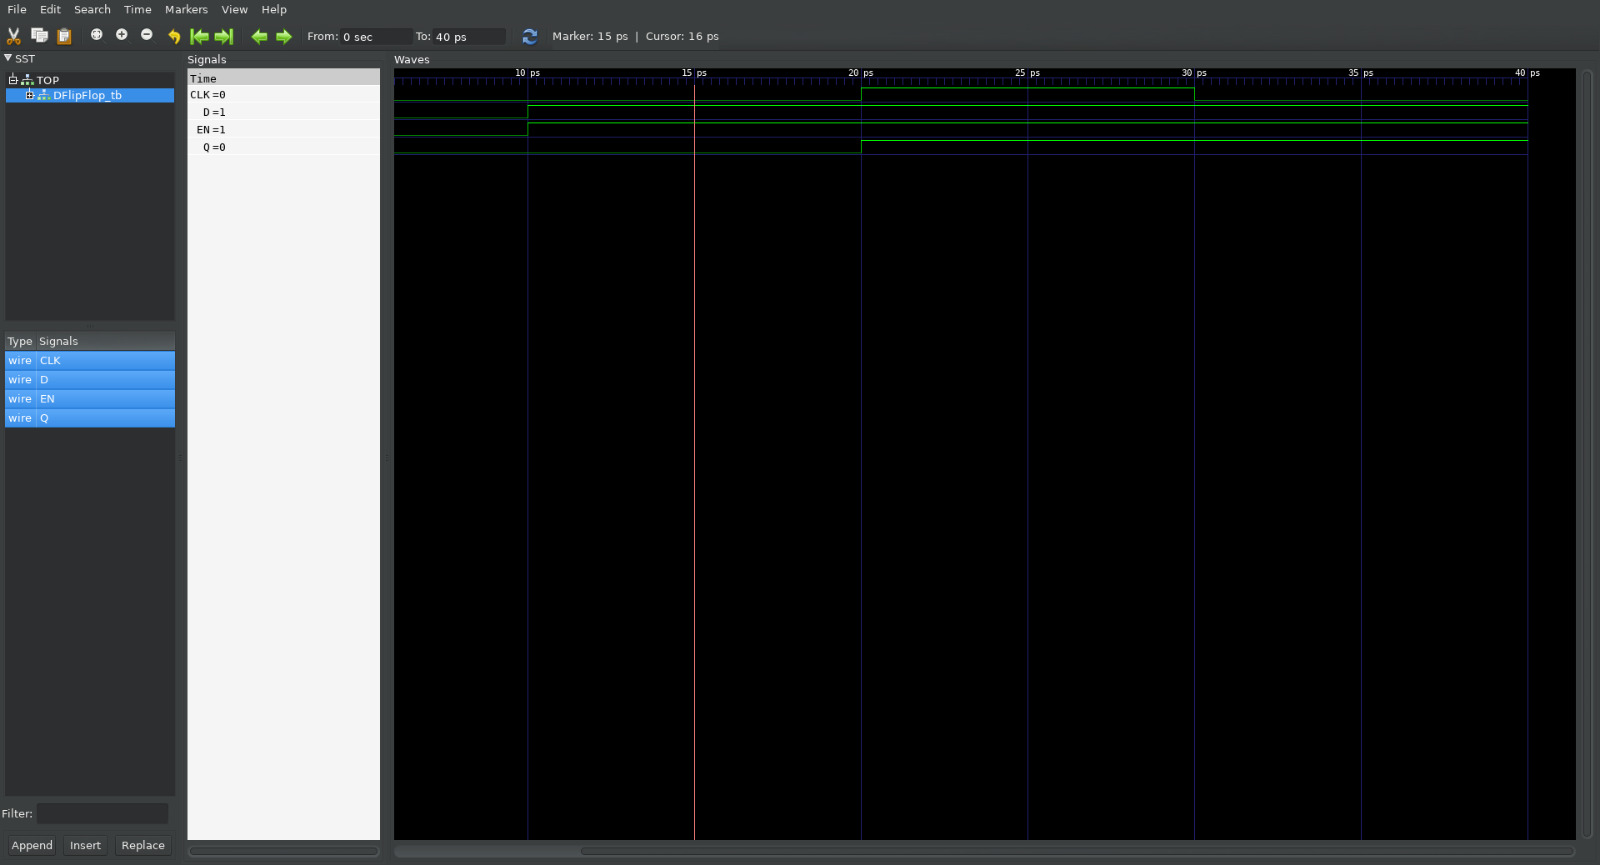 File Edit Search Time Markers View Help
From: 0 sec To: 40 ps Marker: 15 ps | Cursor: 16 ps
SST
TOP
DFlipFlop_tb
Type Signals
wire CLK
wire D
wire EN
wire Q
Filter:
Append Insert Replace
Signals
Time
CLK=0
D=1
EN=1
Q=0
Waves
10 ps 15 ps 20 ps 25 ps 30 ps 35 ps 40 ps